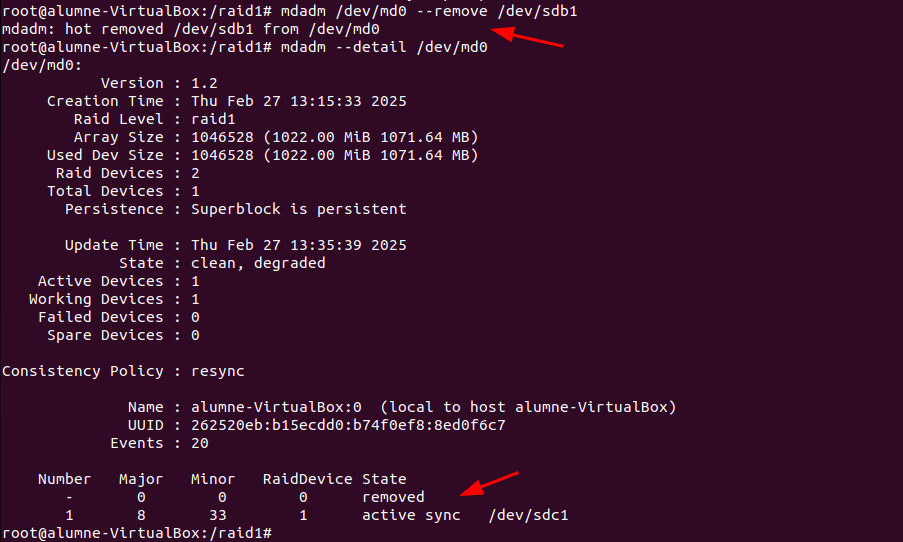 root@alumne-VirtualBox:/raid1# mdadm /dev/md0 --remove /dev/sdb1
mdadm: hot removed /dev/sdb1 from /dev/md0
root@alumne-VirtualBox:/raid1# mdadm --detail /dev/md0
/dev/md0:
           Version : 1.2
     Creation Time : Thu Feb 27 13:15:33 2025
        Raid Level : raid1
        Array Size : 1046528 (1022.00 MiB 1071.64 MB)
     Used Dev Size : 1046528 (1022.00 MiB 1071.64 MB)
      Raid Devices : 2
     Total Devices : 1
       Persistence : Superblock is persistent

       Update Time : Thu Feb 27 13:35:39 2025
             State : clean, degraded
    Active Devices : 1
   Working Devices : 1
    Failed Devices : 0
     Spare Devices : 0

Consistency Policy : resync

              Name : alumne-VirtualBox:0  (local to host alumne-VirtualBox)
              UUID : 262520eb:b15ecdd0:b74f0ef8:8ed0f6c7
            Events : 20

    Number   Major   Minor   RaidDevice State
       -       0        0        0      removed
       1       8       33        1      active sync   /dev/sdc1
root@alumne-VirtualBox:/raid1#